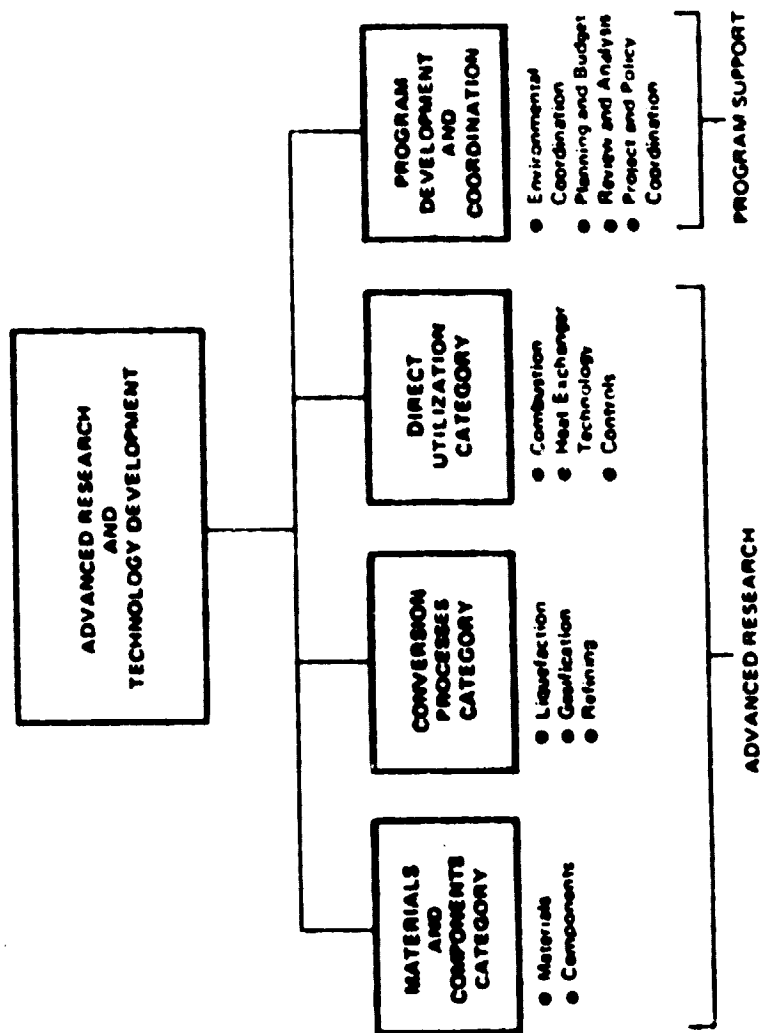 ADVANCED RESEARCH
AND
TECHNOLOGY DEVELOPMENT
MATERIALS
AND
COMPONENTS
CATEGORY
● Materials
● Components
CONVERSION
PROCESSES
CATEGORY
● Liquefaction
● Gasification
● Refining
DIRECT
UTILIZATION
CATEGORY
● Combustion
● Heat Exchanger
Technology
● Controls
PROGRAM
DEVELOPMENT
AND
COORDINATION
● Environmental
Coordination
● Planning and Budget
● Review and Analysis
● Project and Policy
Coordination
ADVANCED RESEARCH
PROGRAM SUPPORT